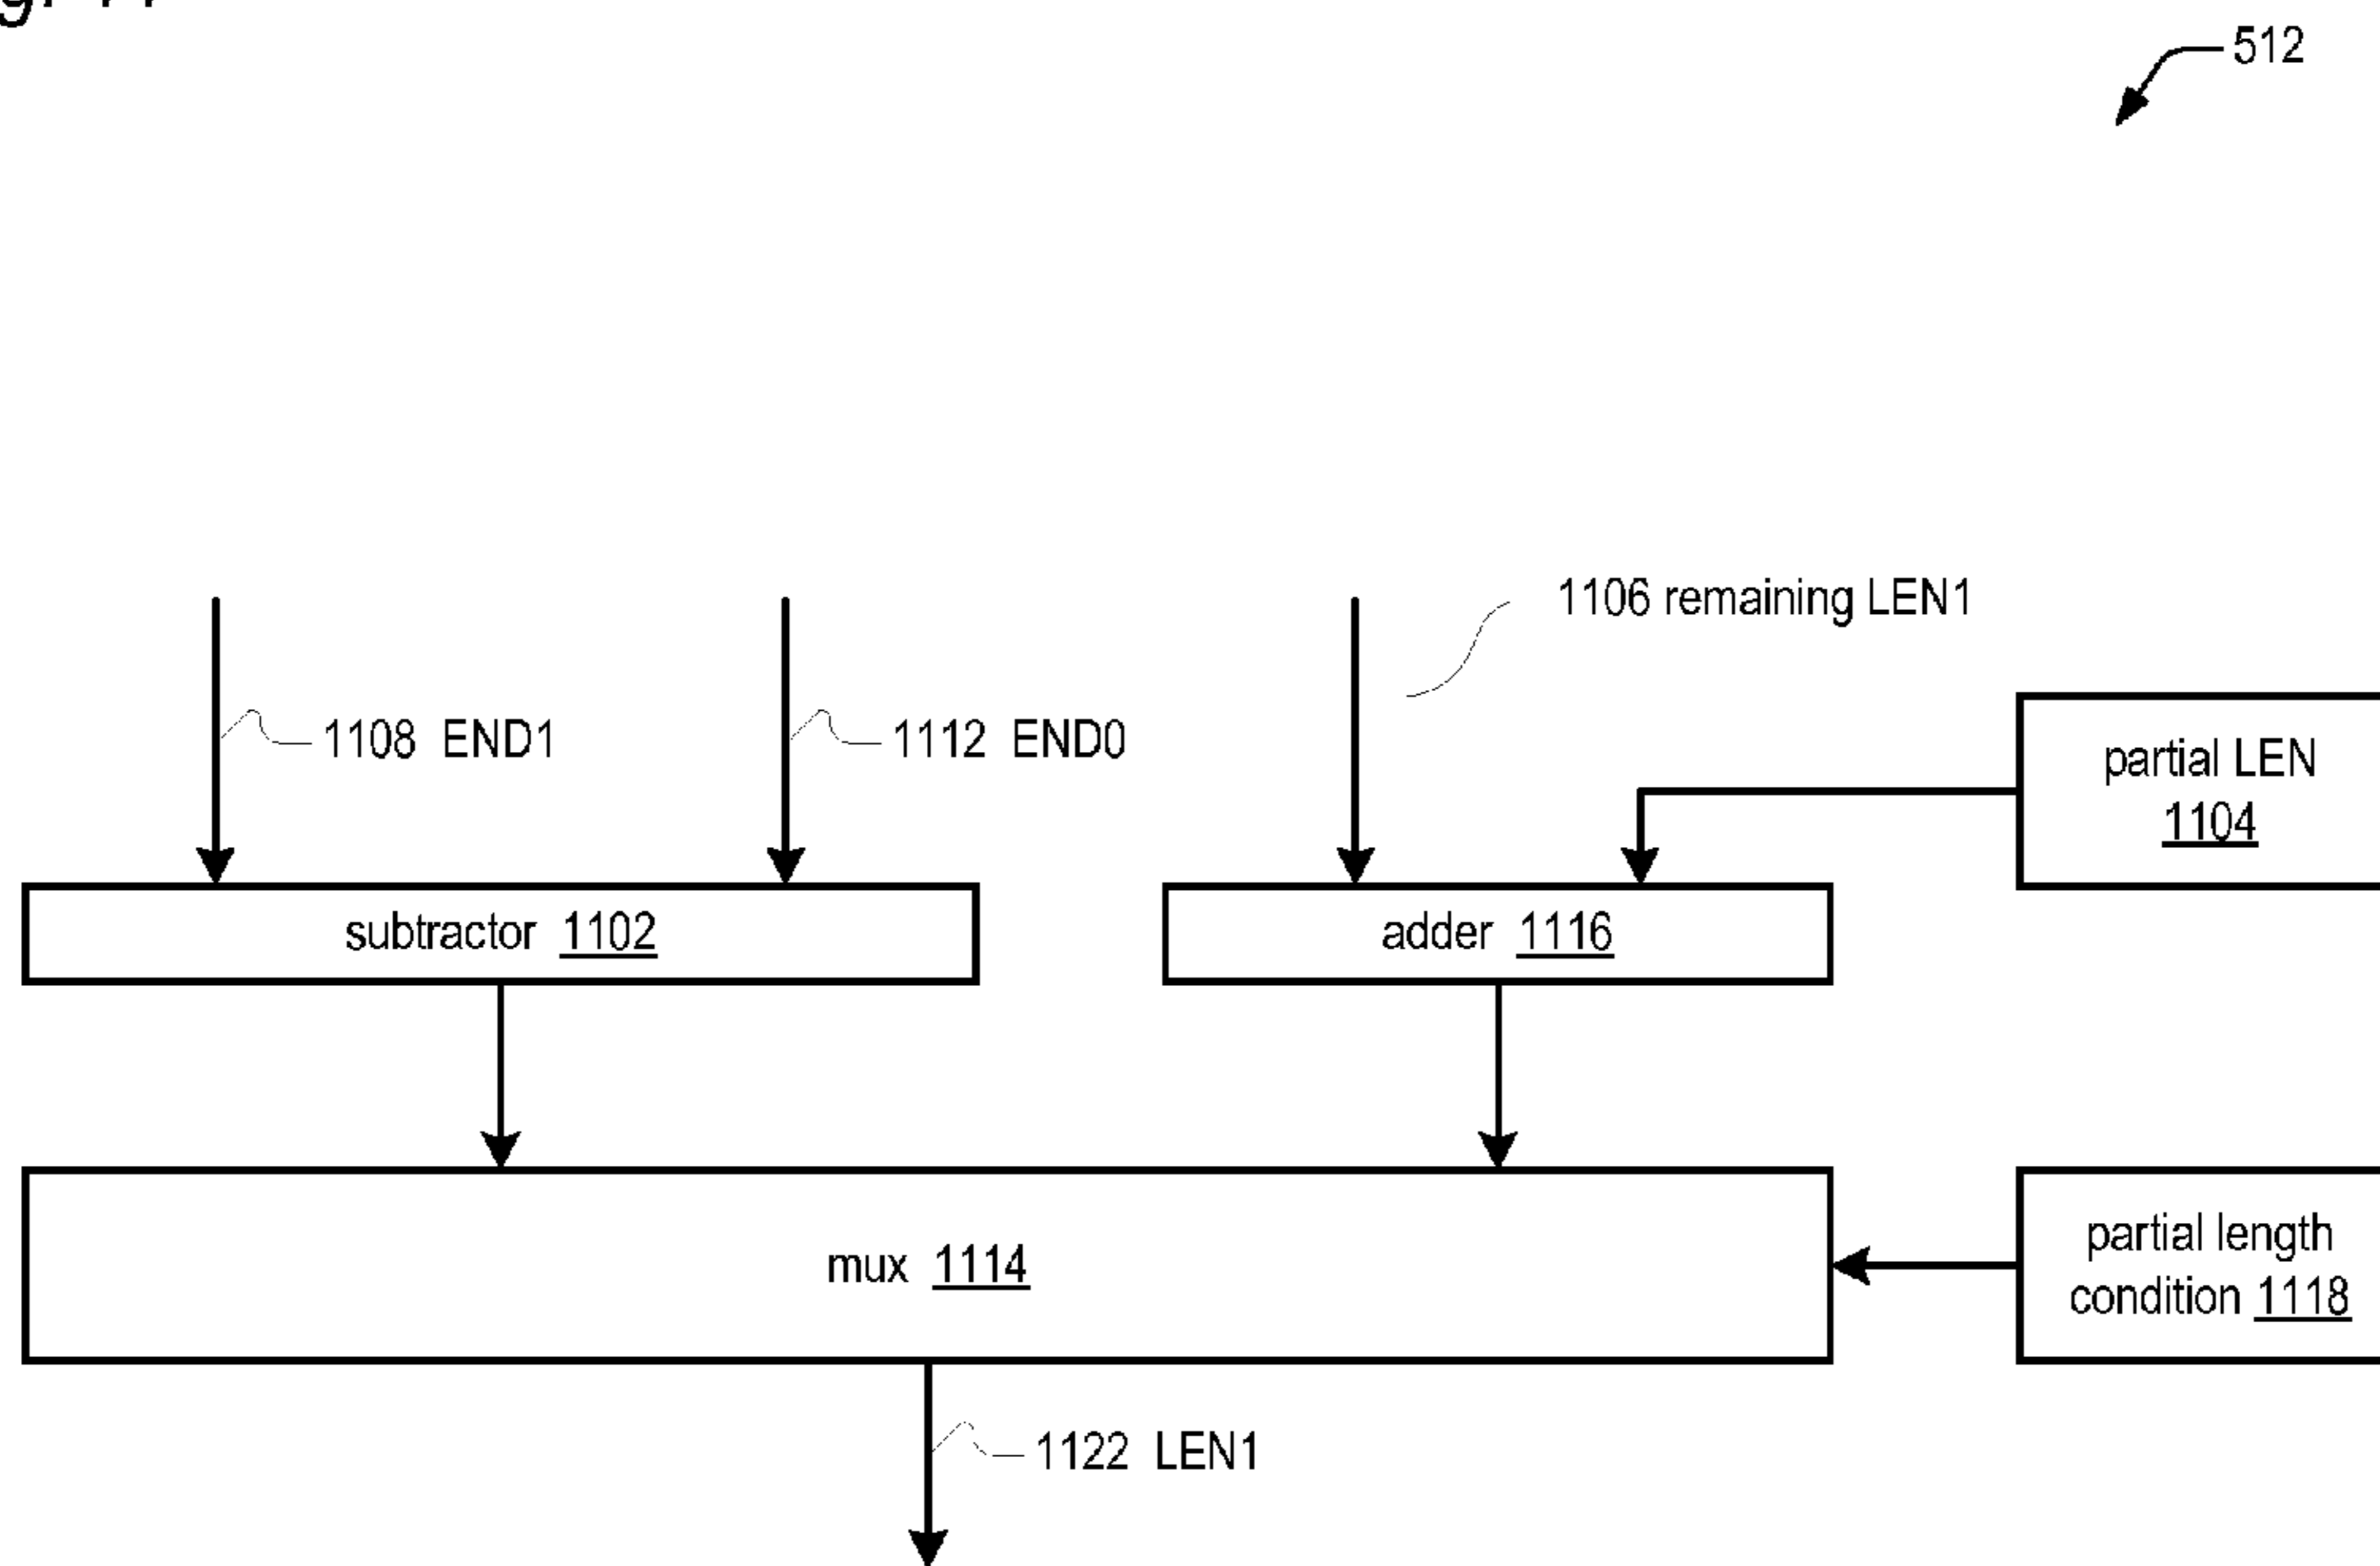 512
1106 remaining LEN1
1108 END1
1112 END0
partial LEN
1104
subtractor 1102
adder 1116
mux 1114
partial length
condition 1118
1122 LEN1